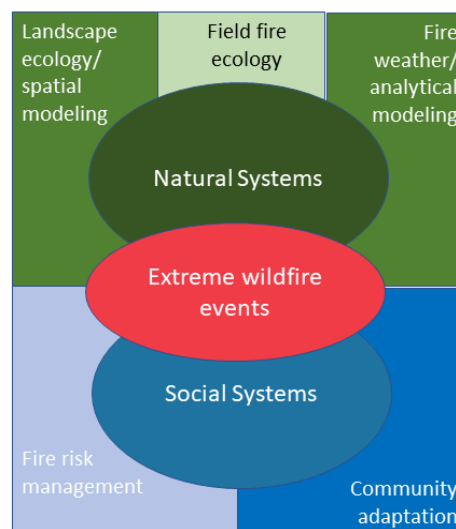 Landscape
ecology/
spatial
modeling
Field fire
ecology
Fire
weather/
analytical
modeling
Natural Systems
Extreme wildfire
events
Social Systems
Fire risk
management
Community
adaptation